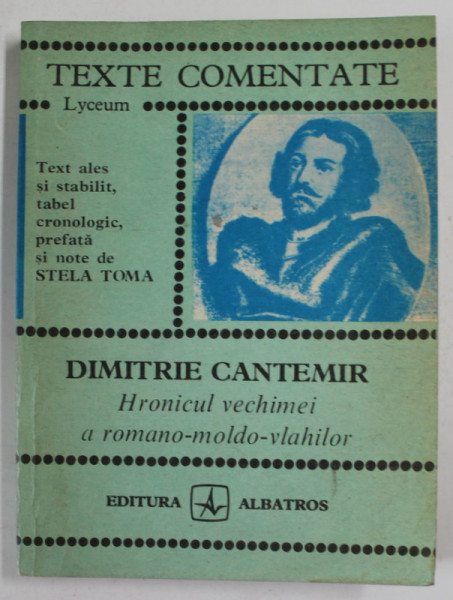 TEXTE COMENTATE
Lyceum
Text ales
și stabilit,
tabel
cronologic,
prefață
și note de
STELA TOMA
DIMITRIE CANTEMIR
Hronicul vechimei
a romano-moldo-vlahilor
EDITURA ALBATROS